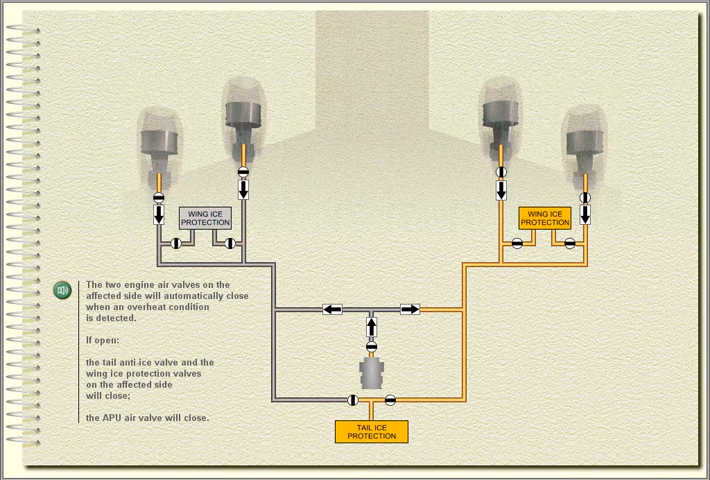 WING ICE
PROTECTION
WING ICE
PROTECTION
The two engine air valves on the
affected side will automatically close
when an overheat condition
is detected.
If open:
the tail anti-ice valve and the
wing ice protection valves
on the affected side
will close;
the APU air valve will close.
TAIL ICE
PROTECTION